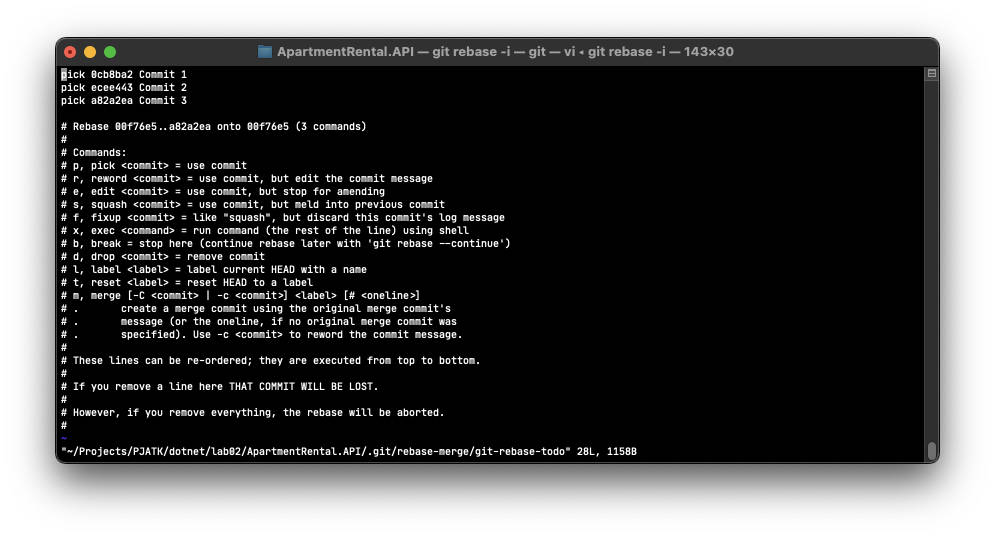 ApartmentRental.API — git rebase -i — git — vi ◂ git rebase -i — 143×30
pick 0cb8ba2 Commit 1
pick ecee443 Commit 2
pick a82a2ea Commit 3
# Rebase 00f76e5..a82a2ea onto 00f76e5 (3 commands)
#
# Commands:
# p, pick <commit> = use commit
# r, reword <commit> = use commit, but edit the commit message
# e, edit <commit> = use commit, but stop for amending
# s, squash <commit> = use commit, but meld into previous commit
# f, fixup <commit> = like "squash", but discard this commit's log message
# x, exec <command> = run command (the rest of the line) using shell
# b, break = stop here (continue rebase later with 'git rebase --continue')
# d, drop <commit> = remove commit
# l, label <label> = label current HEAD with a name
# t, reset <label> = reset HEAD to a label
# m, merge [-C <commit> | -c <commit>] <label> [# <oneline>]
# .       create a merge commit using the original merge commit's
# .       message (or the oneline, if no original merge commit was
# .       specified). Use -c <commit> to reword the commit message.
#
# These lines can be re-ordered; they are executed from top to bottom.
#
# If you remove a line here THAT COMMIT WILL BE LOST.
#
# However, if you remove everything, the rebase will be aborted.
#
~
"~/Projects/PJATK/dotnet/lab02/ApartmentRental.API/.git/rebase-merge/git-rebase-todo" 28L, 1158B